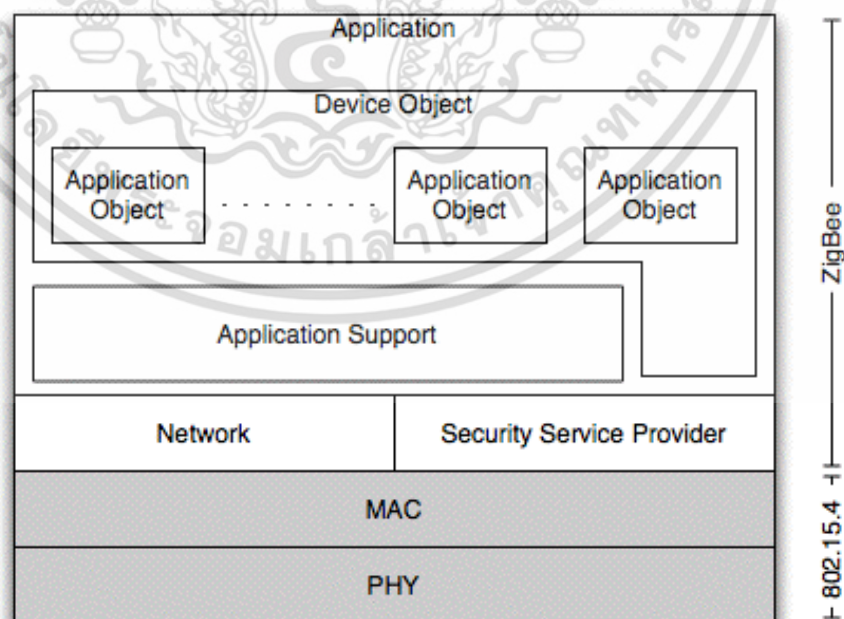 Application
Device Object
Application
Object
. . . . . . . .
Application
Object
Application
Object
Application Support
Network
Security Service Provider
MAC
PHY
ZigBee
802.15.4